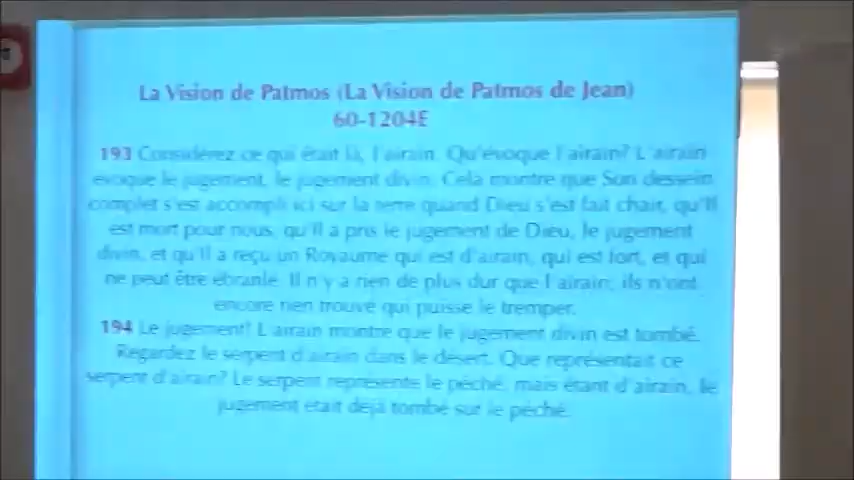 La Vision de Patmos (La Vision de Patmos de Jean)
60-1204E
193 Considérez ce qui était là, l'airain. Qu'évoque l'airain? L'airain
évoque le jugement, le jugement divin. Cela montre que Son dessein
complet s'est accompli ici sur la terre quand Dieu s'est fait chair, qu'Il
est mort pour nous, qu'Il a pris le jugement de Dieu, le jugement
divin, et qu'Il a reçu un Royaume qui est d'airain, qui est fort, et qui
ne peut être ébranlé. Il n'y a rien de plus dur que l'airain; ils n'ont
encore rien trouvé qui puisse le tremper.
194 Le jugement! L'airain montre que le jugement divin est tombé.
Regardez le serpent d'airain dans le désert. Que représentait ce
serpent d'airain? Le serpent représente le péché, mais étant d'airain, le
jugement était déjà tombé sur le péché.